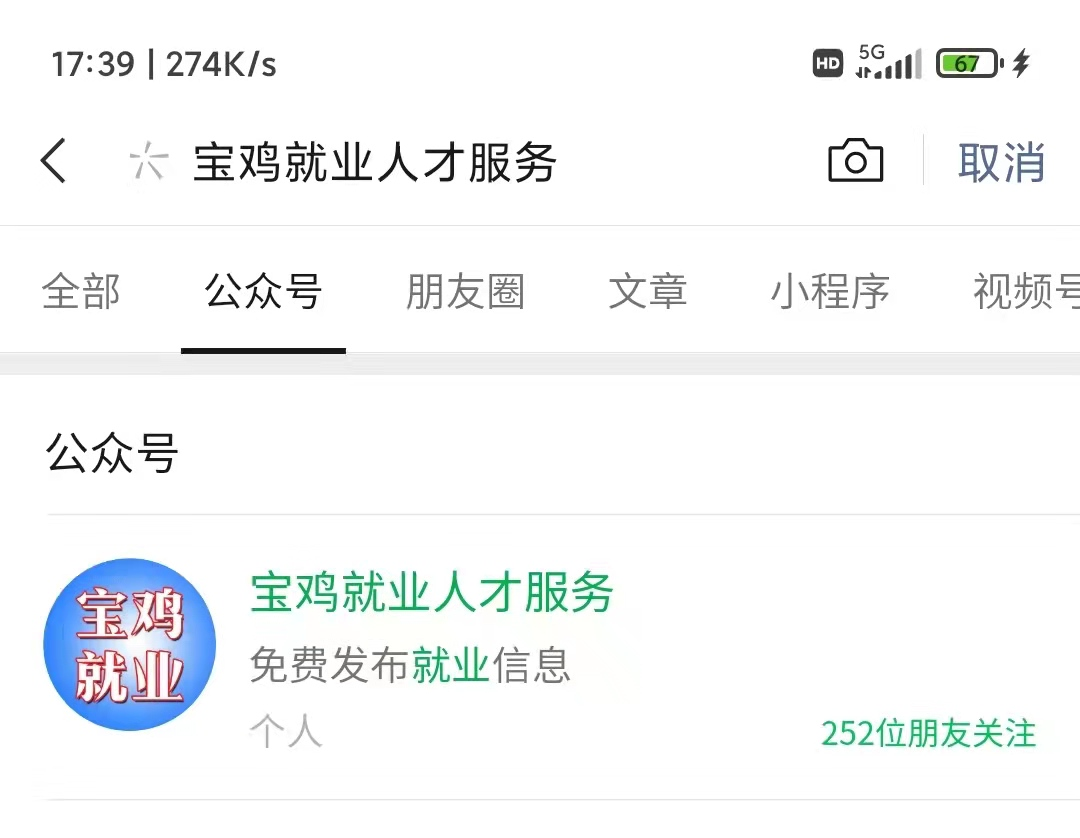 17:39 | 274K/s HD 5G 67
宝鸡就业人才服务 取消
全部 公众号 朋友圈 文章 小程序 视频号
公众号
宝鸡就业
宝鸡就业人才服务
免费发布就业信息
个人 252位朋友关注